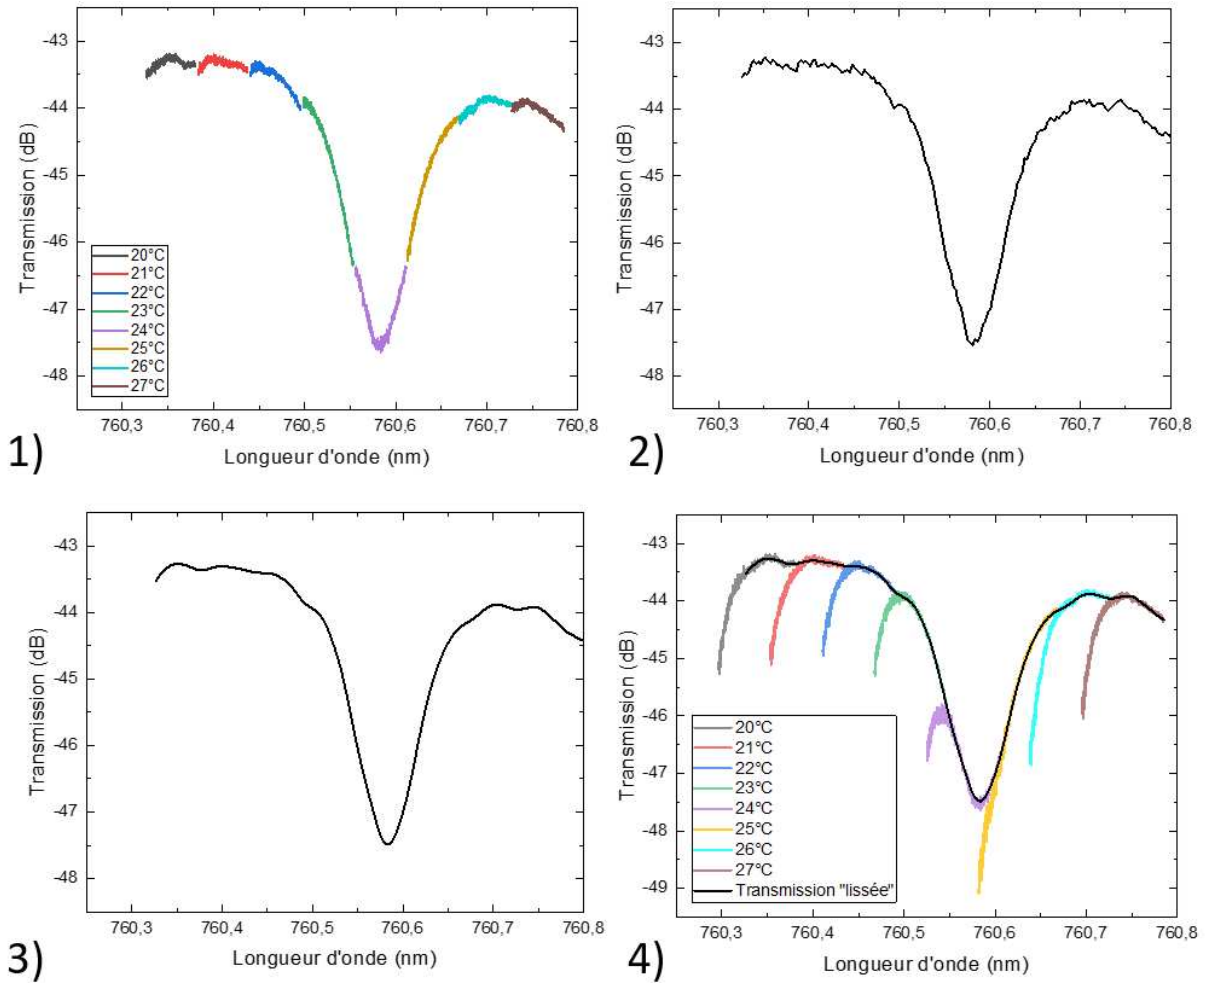 -43
-44
-45
-46
-47
-48
Transmission (dB)
20°C
21°C
22°C
23°C
24°C
25°C
26°C
27°C
760,3 760,4 760,5 760,6 760,7 760,8
Longueur d'onde (nm)
1)
-43
-44
-45
-46
-47
-48
Transmission (dB)
760,3 760,4 760,5 760,6 760,7 760,8
Longueur d'onde (nm)
2)
-43
-44
-45
-46
-47
-48
Transmission (dB)
760,3 760,4 760,5 760,6 760,7 760,8
Longueur d'onde (nm)
3)
-43
-44
-45
-46
-47
-48
-49
Transmission (dB)
20°C
21°C
22°C
23°C
24°C
25°C
26°C
27°C
Transmission "lissée"
760,3 760,4 760,5 760,6 760,7 760,8
Longueur d'onde (nm)
4)